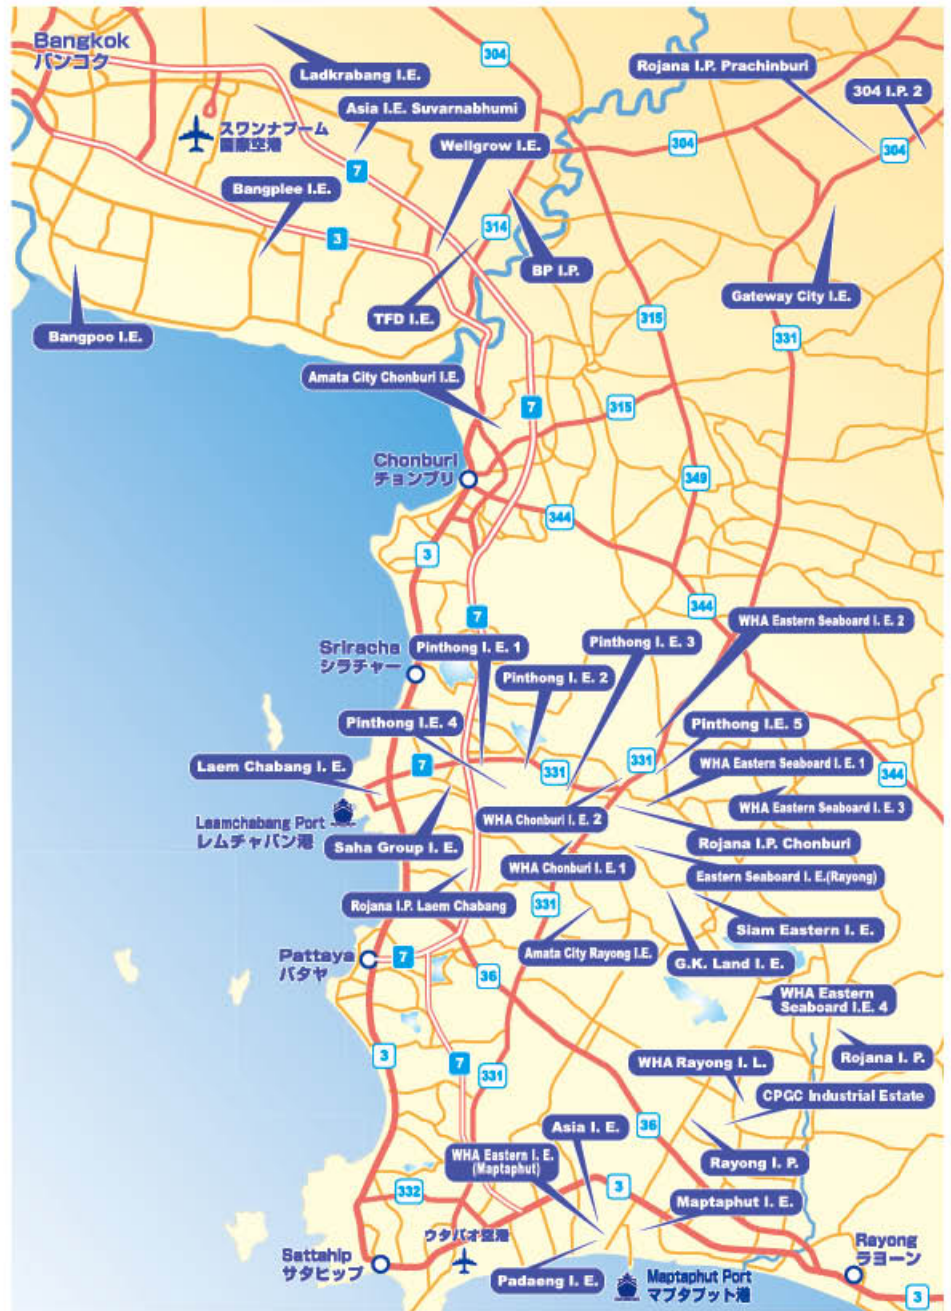 Bangkok
バンコク
Ladkrabang I.E.
304
Rojana I.P. Prachinburi
304 I.P. 2
Asia I.E. Suvarnabhumi
スワンナプーム
国際空港
Wellgrow I.E.
304
304
7
Bangplee I.E.
3
314
BP I.P.
Gateway City I.E.
TFD I.E.
315
331
Bangpoo I.E.
Amata City Chonburi I.E.
7
315
Chonburi
チョンブリ
349
344
3
344
7
WHA Eastern Seaboard I. E. 2
Sriracha
シラチャー
Pinthong I. E. 1
Pinthong I. E. 3
Pinthong I. E. 2
Pinthong I.E. 4
Pinthong I.E. 5
Laem Chabang I. E.
7
331
331
WHA Eastern Seaboard I. E. 1
344
WHA Eastern Seaboard I. E. 3
Laamchabang Port
レムチャバン港
WHA Chonburi I. E. 2
Saha Group I. E.
Rojana I.P. Chonburi
WHA Chonburi I. E. 1
Eastern Seaboard I. E.(Rayong)
Rojana I.P. Laem Chabang
331
Siam Eastern I. E.
Pattaya
パタヤ
7
Amata City Rayong I.E.
G.K. Land I. E.
36
WHA Eastern
Seaboard I.E. 4
3
7
331
WHA Rayong I. L.
Rojana I. P.
CPGC Industrial Estate
Asia I. E.
36
WHA Eastern I. E.
(Maptaphut)
Rayong I. P.
332
3
Maptaphut I. E.
ウタパオ空港
Sattahip
サタヒップ
Rayong
ラヨーン
Padaeng I. E.
Maptaphut Port
マプタプット港
3